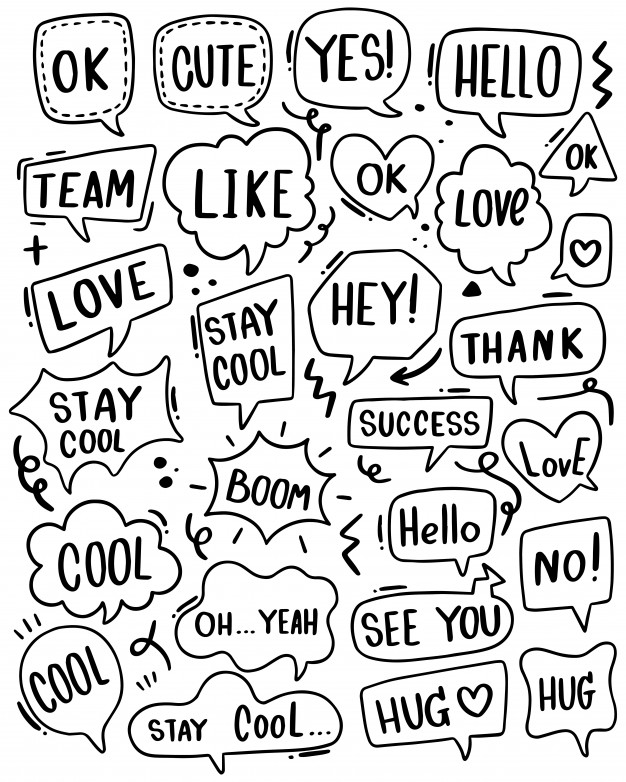 OK
CUTE
YES!
HELLO
OK
TEAM
LIKE
OK
LOVe
LOVE
STAY
COOL
HEY!
THANK
STAY
COOL
SUCCESS
LovE
BOOM
Hello
COOL
NO!
OH... YEAH
SEE YOU
COOL
HUG
HUG
STAY COOL...